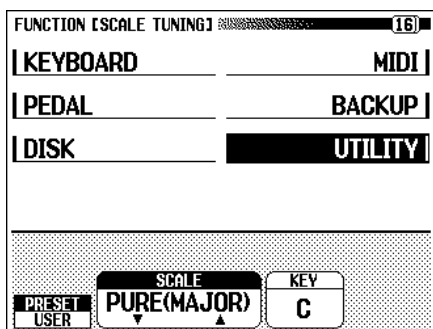 FUNCTION [SCALE TUNING] 16
KEYBOARD MIDI
PEDAL BACKUP
DISK UTILITY
SCALE KEY
PRESET PURE(MAJOR) C
USER ▼ ▲